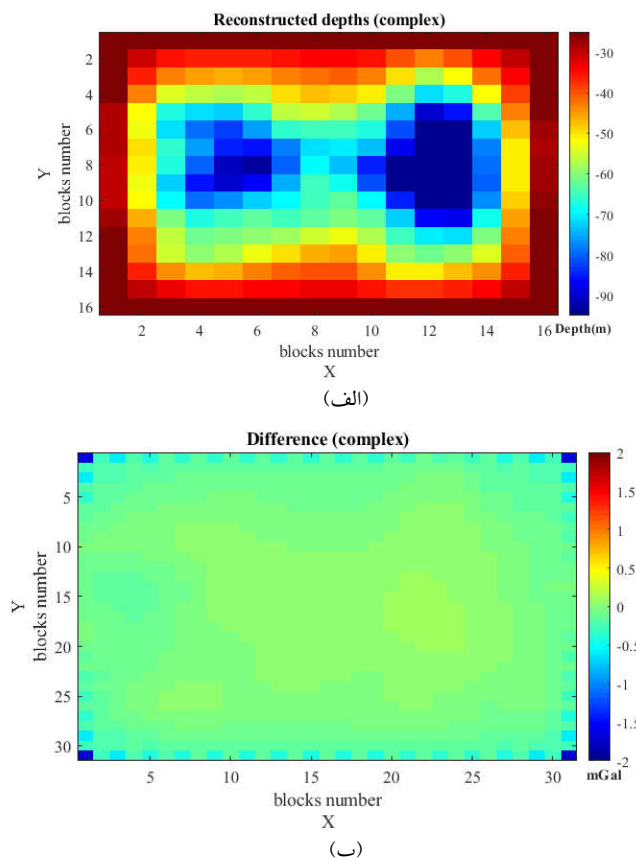 Reconstructed depths (complex)
2
4
6
8
10
12
14
16
Y
blocks number
2 4 6 8 10 12 14 16
blocks number
X
-30
-40
-50
-60
-70
-80
-90
Depth(m)
(الف)
Difference (complex)
5
10
15
20
25
30
Y
blocks number
5 10 15 20 25 30
blocks number
X
2
1.5
1
0.5
0
-0.5
-1
-1.5
-2
mGal
(ب)